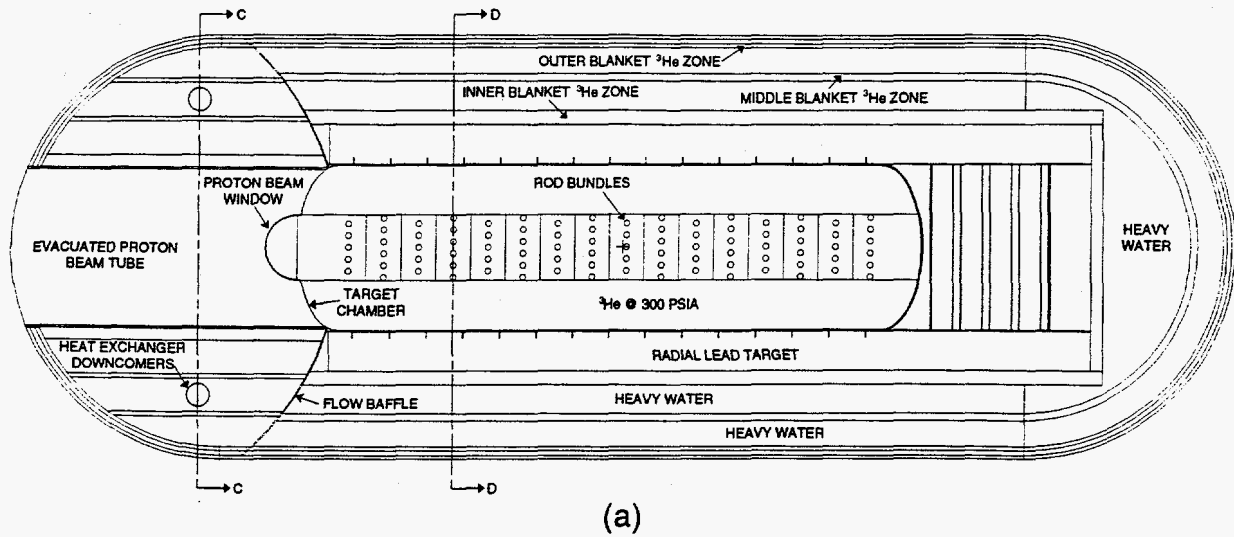 C
D
OUTER BLANKET ³He ZONE
INNER BLANKET ³He ZONE
MIDDLE BLANKET ³He ZONE
PROTON BEAM
WINDOW
ROD BUNDLES
EVACUATED PROTON
BEAM TUBE
HEAVY
WATER
TARGET
CHAMBER
³He @ 300 PSIA
HEAT EXCHANGER
DOWNCOMERS
RADIAL LEAD TARGET
FLOW BAFFLE
HEAVY WATER
HEAVY WATER
C
D
(a)